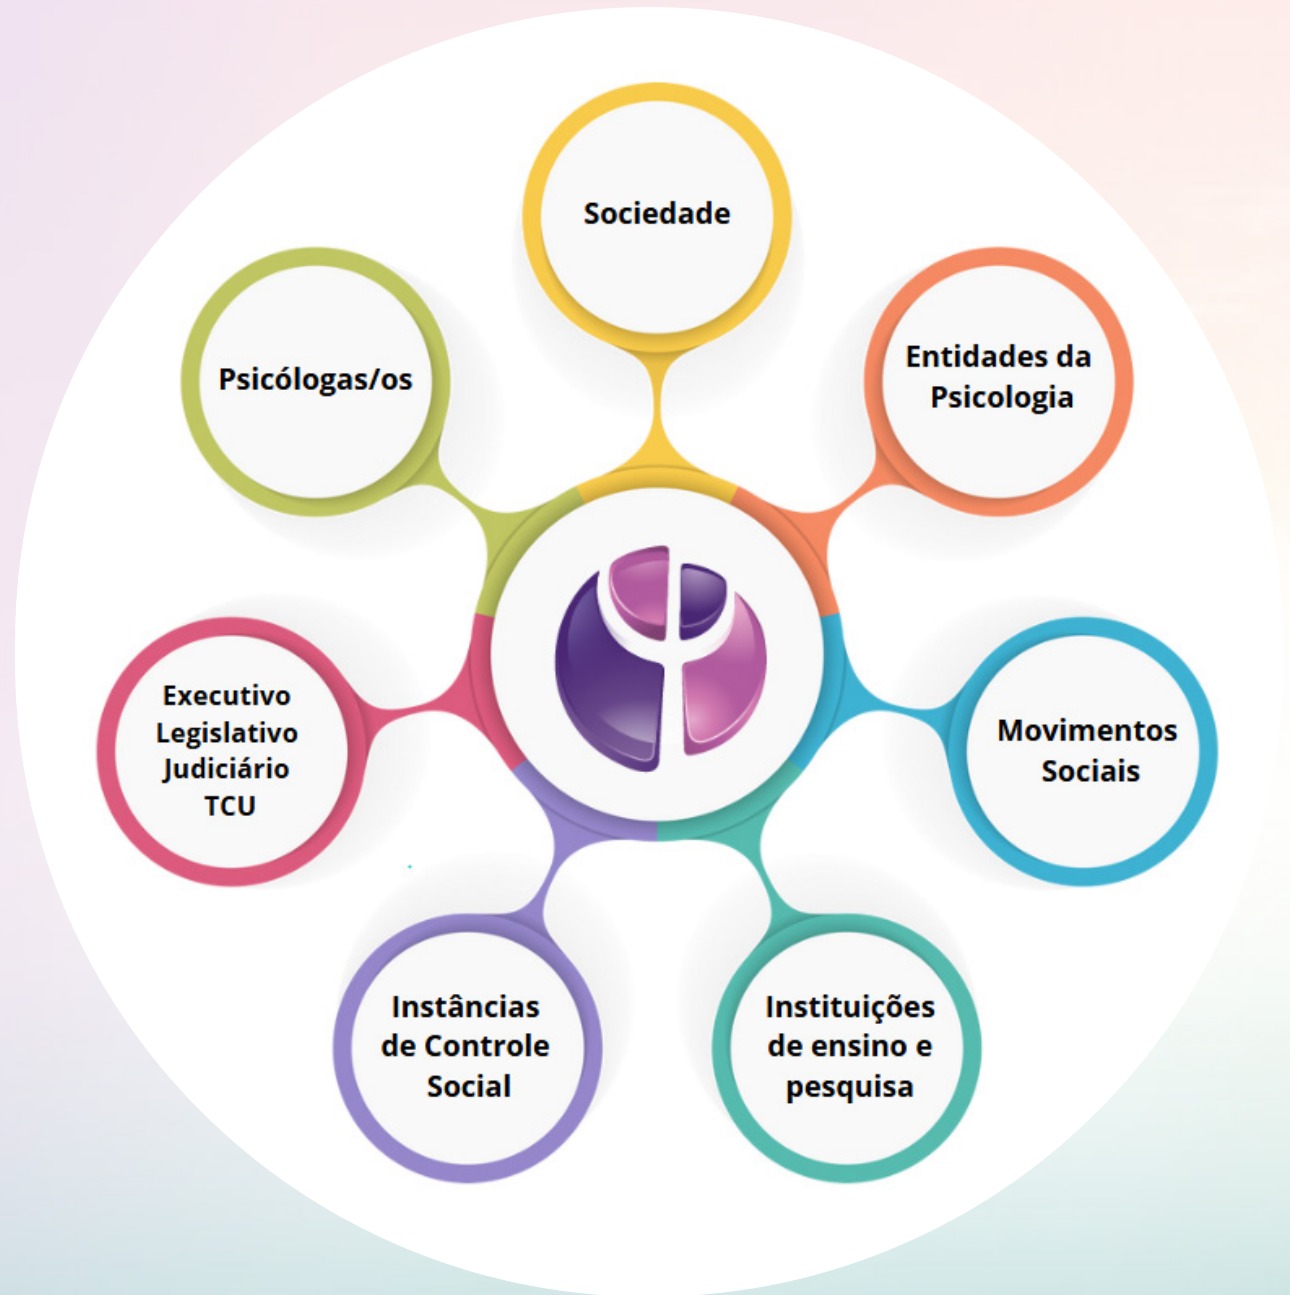 Sociedade
Entidades da
Psicologia
Movimentos
Sociais
Instituições
de ensino e
pesquisa
Instâncias
de Controle
Social
Executivo
Legislativo
Judiciário
TCU
Psicólogas/os